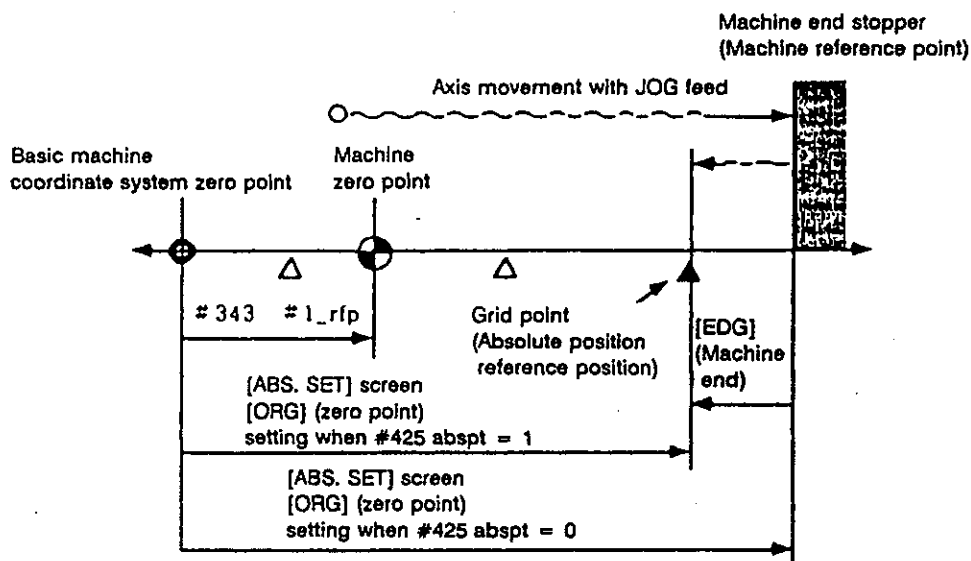 Machine end stopper
(Machine reference point)
Axis movement with JOG feed
Basic machine
coordinate system zero point
Machine
zero point
# 343 # 1_rfp
Grid point
(Absolute position
reference position)
[EDG]
(Machine
end)
[ABS. SET] screen
[ORG] (zero point)
setting when #425 abspt = 1
[ABS. SET] screen
[ORG] (zero point)
setting when #425 abspt = 0